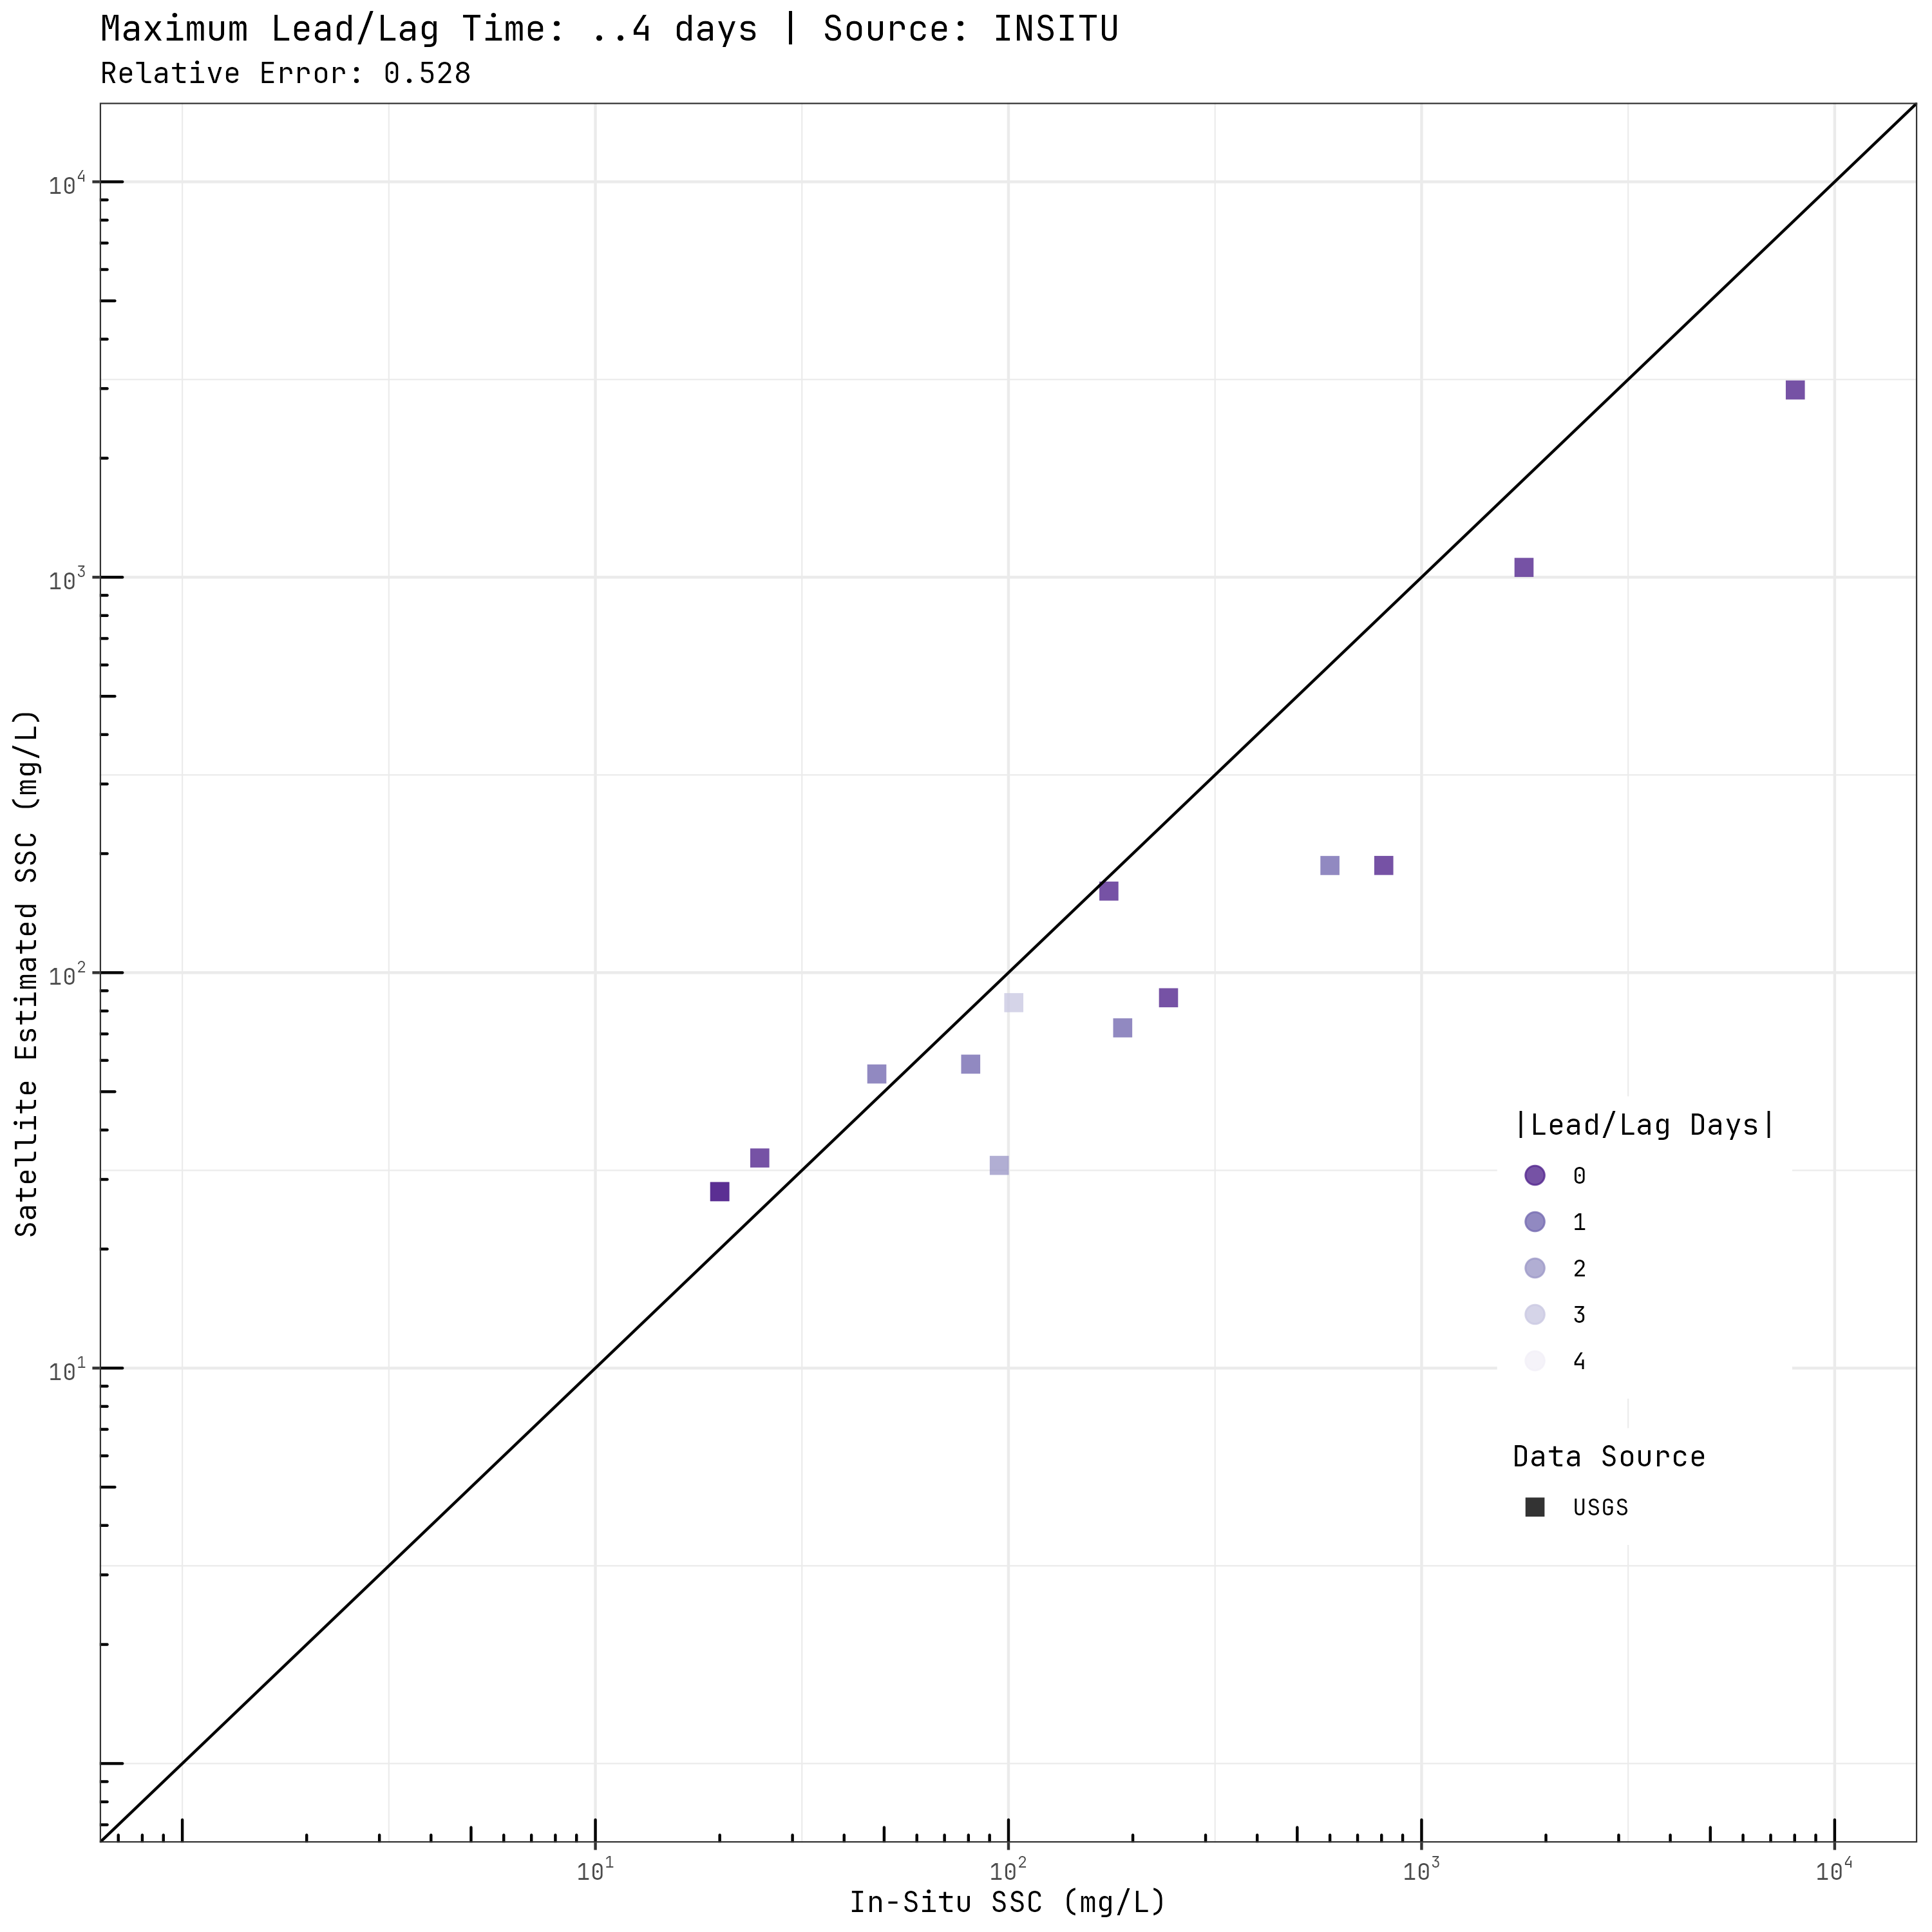 Maximum Lead/Lag Time: ..4 days | Source: INSITU
Relative Error: 0.528
Satellite Estimated SSC (mg/L)
10⁴
10³
10²
10¹
|Lead/Lag Days|
0
1
2
3
4
Data Source
USGS
10¹ 10² 10³ 10⁴
In-Situ SSC (mg/L)